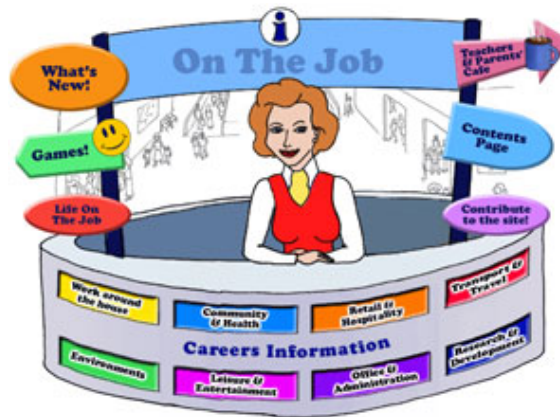 i
On The Job
What's
New!
Teachers
& Parents'
Cafe
Games!
Contents
Page
Life On
The Job
Contribute
to the site!
Work around
the house
Community
& Health
Retail &
Hospitality
Transport &
Travel
Careers Information
Environments
Leisure &
Entertainment
Office &
Administration
Research &
Development